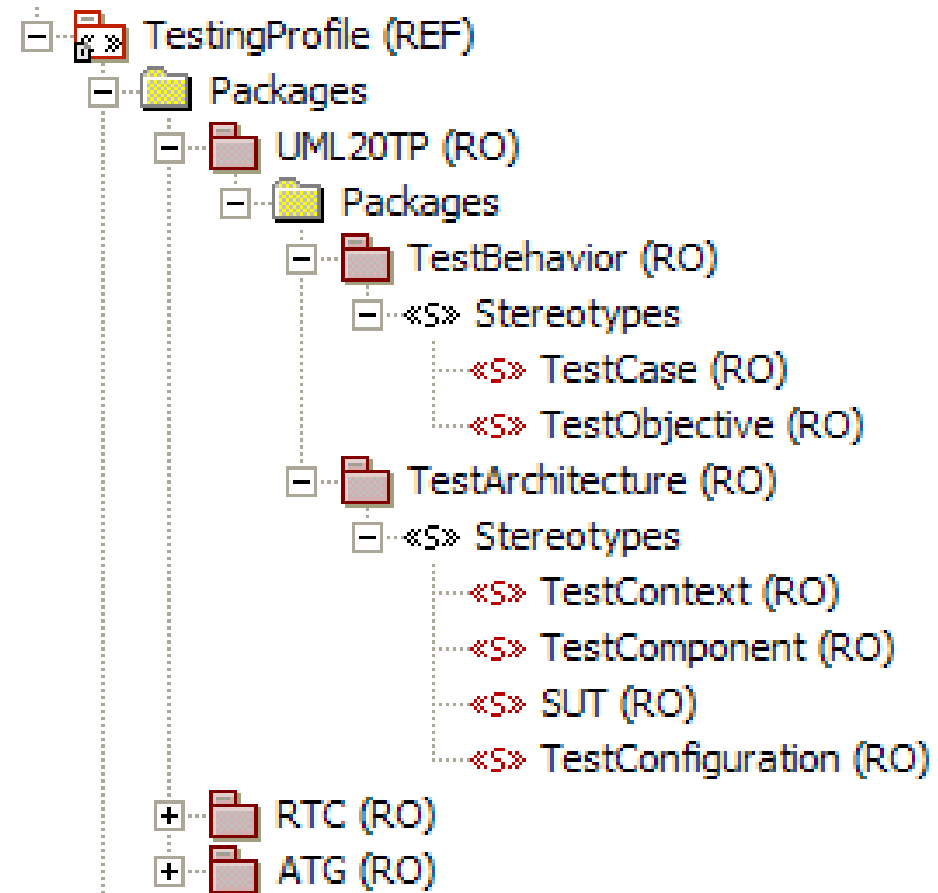 TestingProfile (REF)
Packages
UML20TP (RO)
Packages
TestBehavior (RO)
«S» Stereotypes
«S» TestCase (RO)
«S» TestObjective (RO)
TestArchitecture (RO)
«S» Stereotypes
«S» TestContext (RO)
«S» TestComponent (RO)
«S» SUT (RO)
«S» TestConfiguration (RO)
RTC (RO)
ATG (RO)